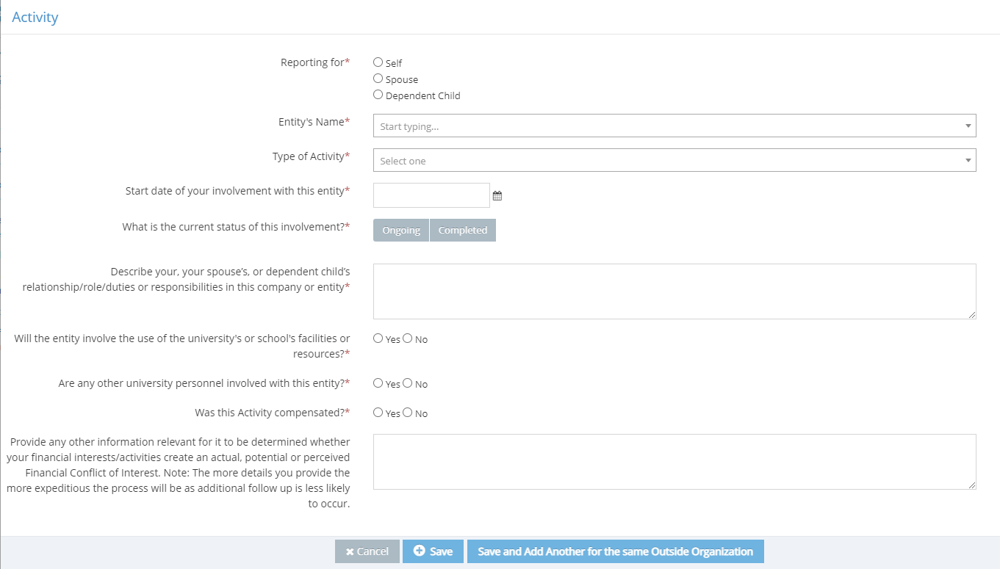 Activity
Reporting for*
Self
Spouse
Dependent Child
Entity's Name*
Start typing...
Type of Activity*
Select one
Start date of your involvement with this entity*
What is the current status of this involvement?*
Ongoing Completed
Describe your, your spouse’s, or dependent child’s
relationship/role/duties or responsibilities in this company or entity*
Will the entity involve the use of the university's or school's facilities or
resources?*
Yes No
Are any other university personnel involved with this entity?*
Yes No
Was this Activity compensated?*
Yes No
Provide any other information relevant for it to be determined whether
your financial interests/activities create an actual, potential or perceived
Financial Conflict of Interest. Note: The more details you provide the
more expeditious the process will be as additional follow up is less likely
to occur.
Cancel
Save
Save and Add Another for the same Outside Organization